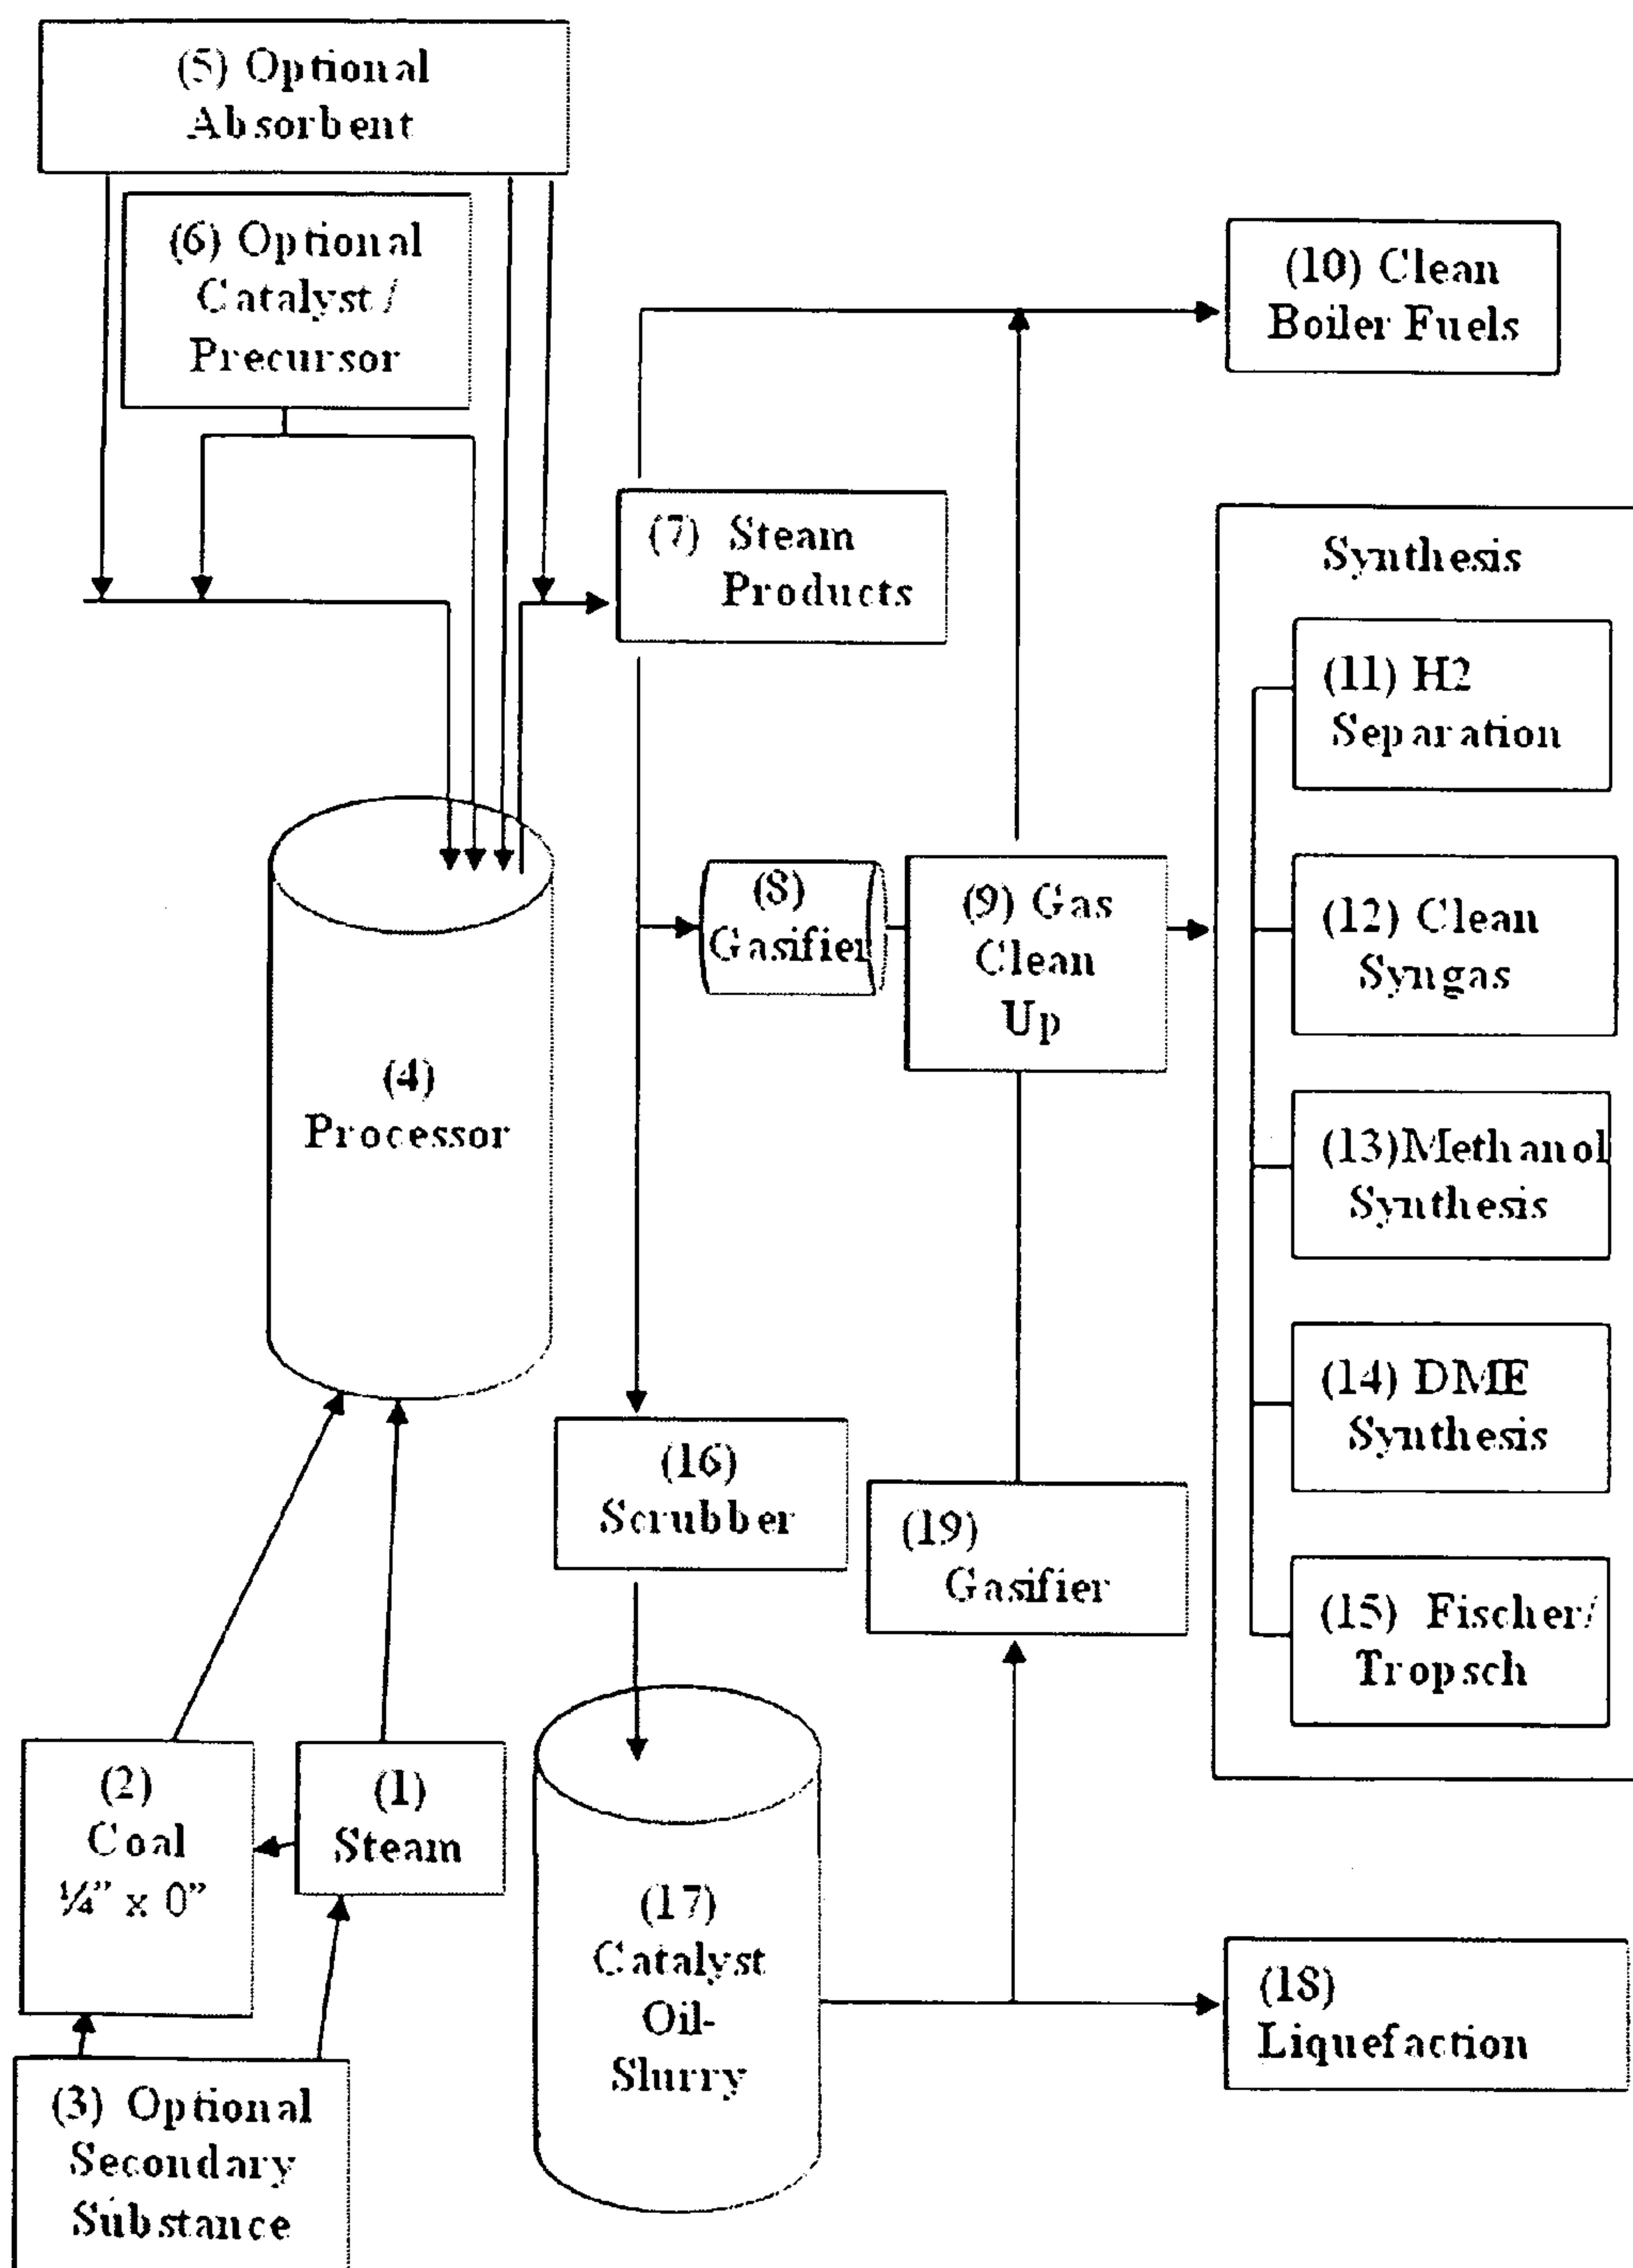 (5) Optional
Absorbent
(6) Optional
Catalyst /
Precursor
(10) Clean
Boiler Fuels
(7) Steam
Products
Synthesis
(11) H2
Separation
(8)
Gasifier
(9) Gas
Clean
Up
(12) Clean
Syngas
(4)
Processor
(13)Methanol
Synthesis
(14) DME
Synthesis
(16)
Scrubber
(19)
Gasifier
(15) Fischer/
Tropsch
(2)
Coal
¼” x 0”
(1)
Steam
(17)
Catalyst
Oil-
Slurry
(18)
Liquefaction
(3) Optional
Secondary
Substance